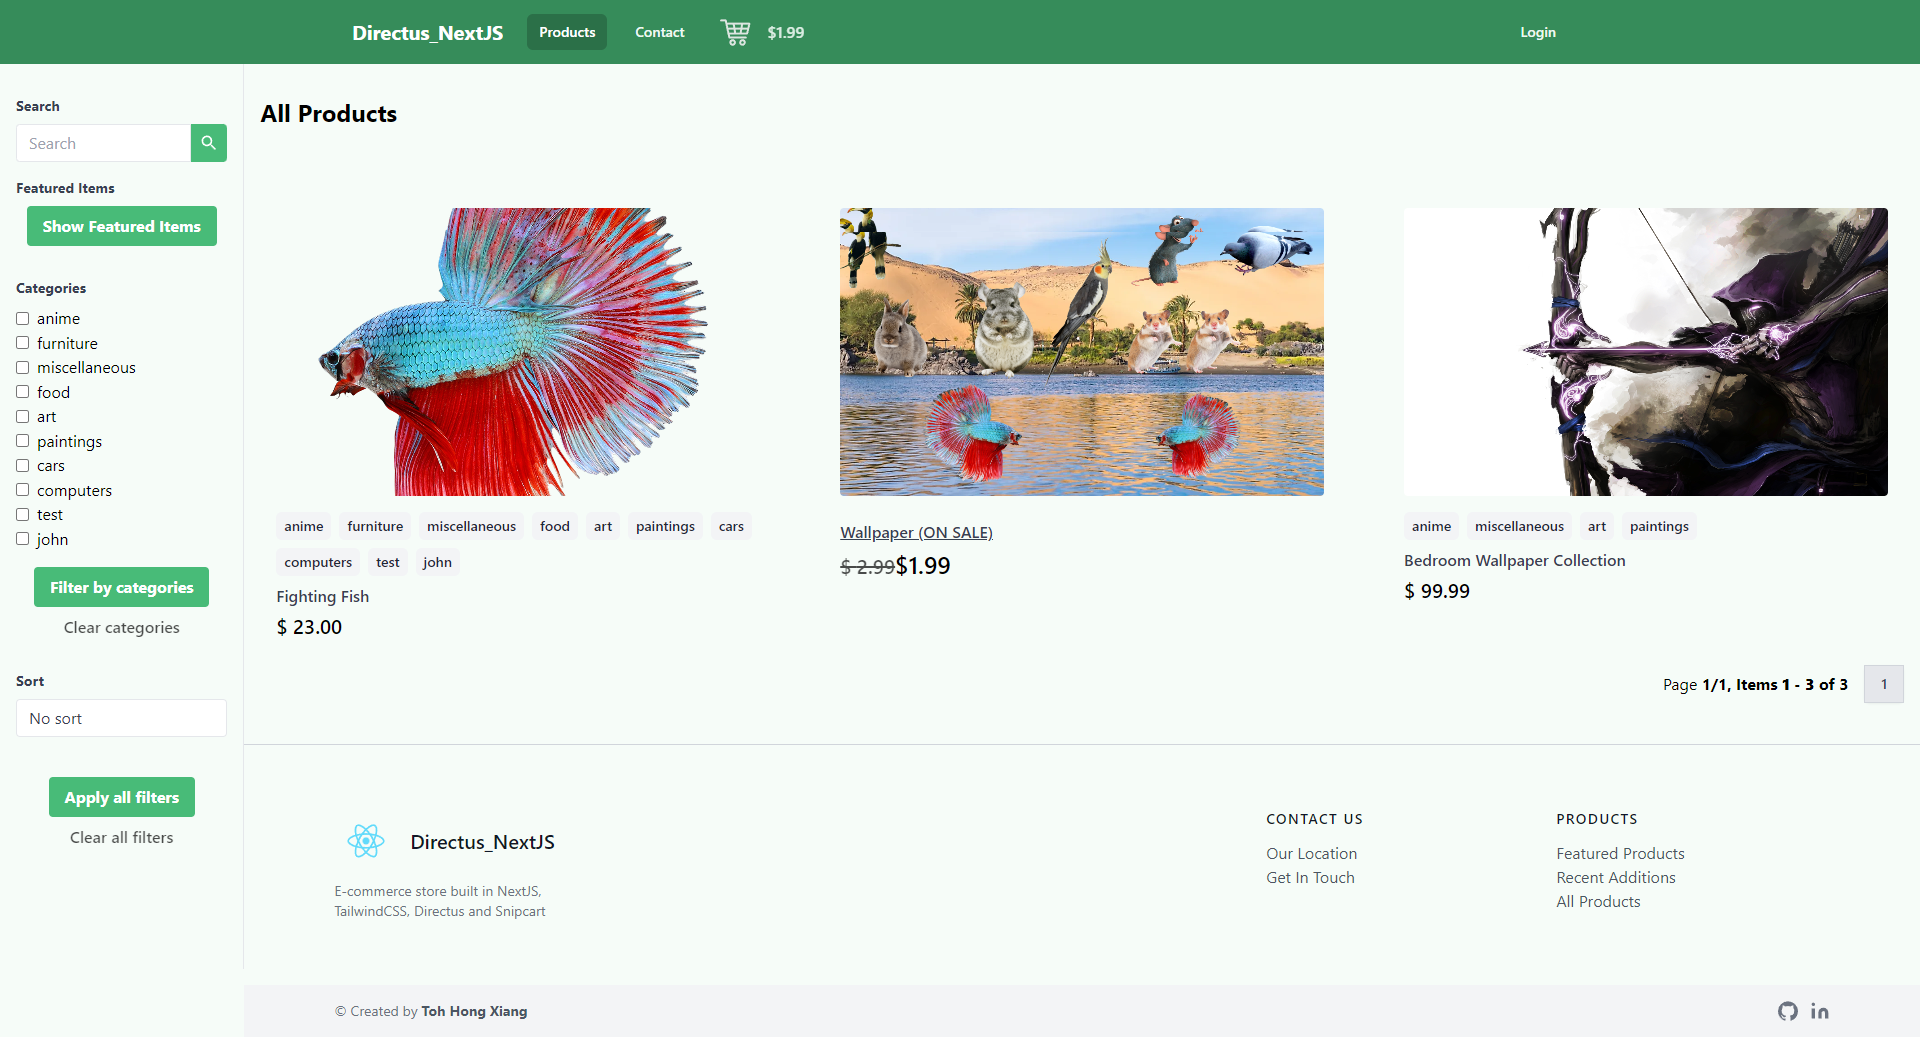 Directus_NextJS
Products
Contact
$1.99
Login
Search
Search
Featured Items
Show Featured Items
Categories
anime
furniture
miscellaneous
food
art
paintings
cars
computers
test
john
Filter by categories
Clear categories
Sort
No sort
Apply all filters
Clear all filters
All Products
anime furniture miscellaneous food art paintings cars
computers test john
Fighting Fish
$ 23.00
Wallpaper (ON SALE)
$ 2.99$1.99
anime miscellaneous art paintings
Bedroom Wallpaper Collection
$ 99.99
Page 1/1, Items 1 - 3 of 3
1
Directus_NextJS
E-commerce store built in NextJS,
TailwindCSS, Directus and Snipcart
CONTACT US
Our Location
Get In Touch
PRODUCTS
Featured Products
Recent Additions
All Products
© Created by Toh Hong Xiang